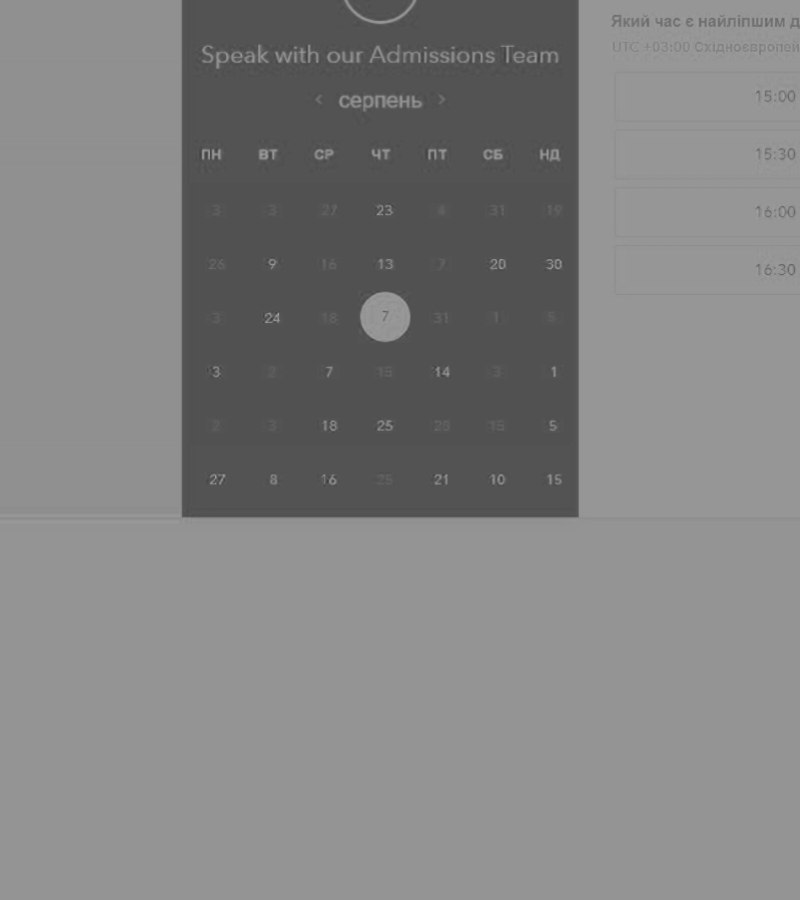 Speak with our Admissions Team
< серпень >
ПН ВТ СР ЧТ ПТ СБ НД
3 3 27 23 4 31 19
26 9 16 13 7 20 30
3 24 18 7 31 1 5
3 2 7 15 14 3 1
2 3 18 25 20 15 5
27 8 16 25 21 10 15
Який час є найліпшим д
UTC +03:00 Східноєвропей
15:00
15:30
16:00
16:30